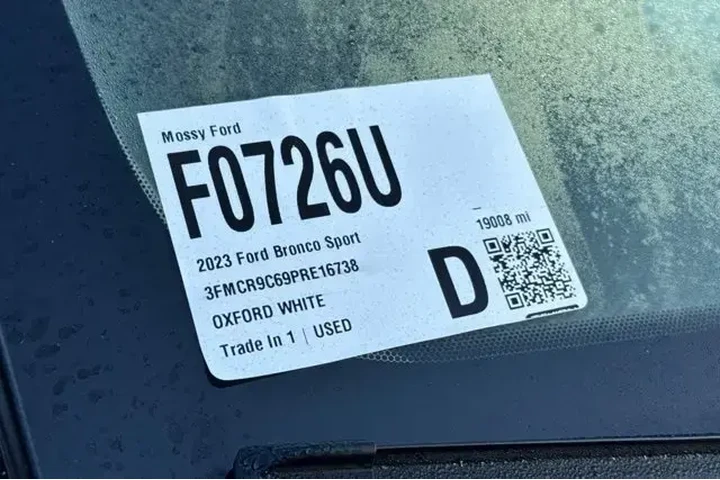 Mossy Ford
F0726U
19008 mi
2023 Ford Bronco Sport
3FMCR9C69PRE16738
D
OXFORD WHITE
Trade In 1 | USED